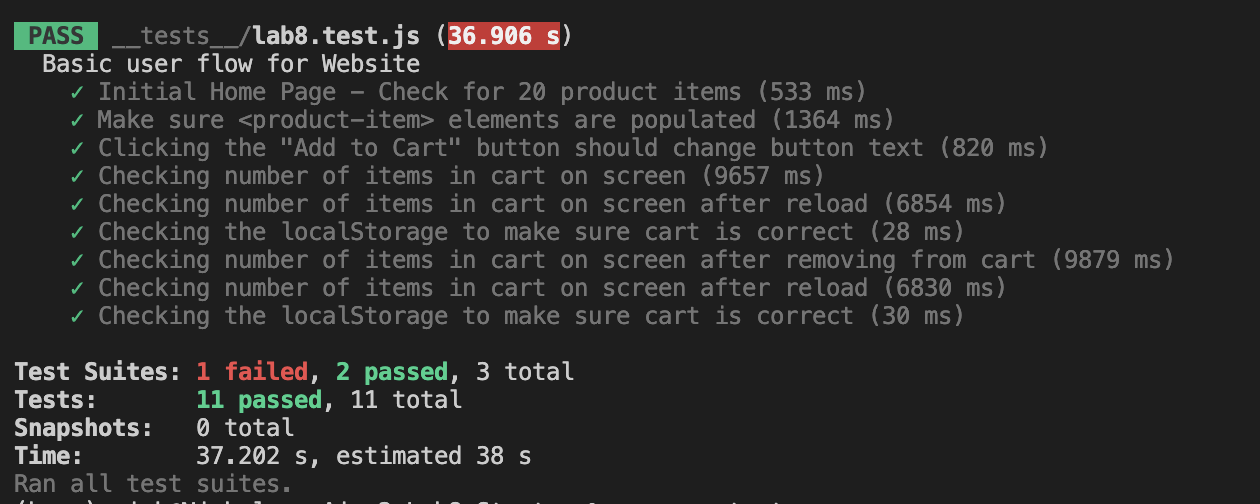 PASS __tests__/lab8.test.js (36.906 s)
Basic user flow for Website
✓ Initial Home Page – Check for 20 product items (533 ms)
✓ Make sure <product-item> elements are populated (1364 ms)
✓ Clicking the "Add to Cart" button should change button text (820 ms)
✓ Checking number of items in cart on screen (9657 ms)
✓ Checking number of items in cart on screen after reload (6854 ms)
✓ Checking the localStorage to make sure cart is correct (28 ms)
✓ Checking number of items in cart on screen after removing from cart (9879 ms)
✓ Checking number of items in cart on screen after reload (6830 ms)
✓ Checking the localStorage to make sure cart is correct (30 ms)
Test Suites: 1 failed, 2 passed, 3 total
Tests: 11 passed, 11 total
Snapshots: 0 total
Time: 37.202 s, estimated 38 s
Ran all test suites.